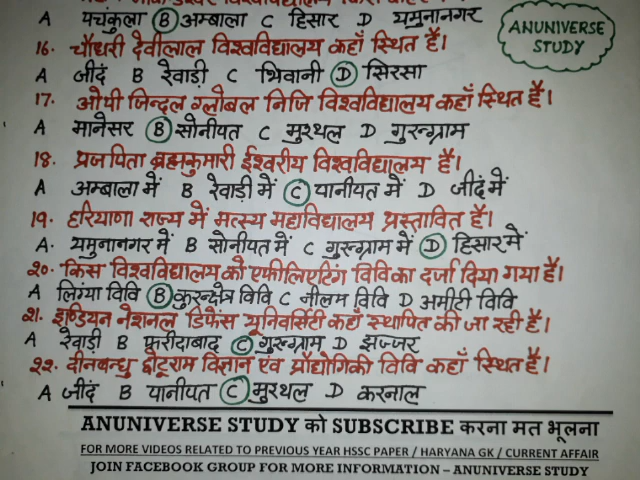 A पचंकुला B अम्बाला C हिसार D यमुनानगर
ANUNIVERSE
STUDY
16. चौधरी देवीलाल विश्वविद्यालय कहाँ स्थित है।
A जीदं B रेवाड़ी C भिवानी D सिरसा
17. ओपी जिन्दल ग्लोबल निजि विश्वविद्यालय कहाँ स्थित है।
A मानेसर B सोनीपत C मुरथल D गुरुग्राम
18. प्रजापिता ब्रह्मकुमारी ईश्वरीय विश्वविद्यालय है।
A अम्बाला में B रेवाड़ी में C पानीपत में D जीदं में
19. हरियाणा राज्य में मत्स्य महाविद्यालय प्रस्तावित है।
A. यमुनानगर में B सोनीपत में C गुरुग्राम में D हिसार में
20. किस विश्वविद्यालय को एफीलिएटिंग विवि का दर्जा दिया गया है।
A लिंग्या विवि B कुरुक्षेत्र विवि C नीलम विवि D अमीटी विवि
21. इण्डियन नेशनल डिफेंस यूनिवर्सिटी कहाँ स्थापित की जा रही है।
A रेवाड़ी B फरीदाबाद C गुरुग्राम D झज्जर
22. दीनबन्धु छोटूराम विज्ञान एवं प्रौद्योगिकी विवि कहाँ स्थित है।
A जीदं B पानीपत C मुरथल D करनाल
ANUNIVERSE STUDY को SUBSCRIBE करना मत भूलना
FOR MORE VIDEOS RELATED TO PREVIOUS YEAR HSSC PAPER / HARYANA GK / CURRENT AFFAIR
JOIN FACEBOOK GROUP FOR MORE INFORMATION – ANUNIVERSE STUDY